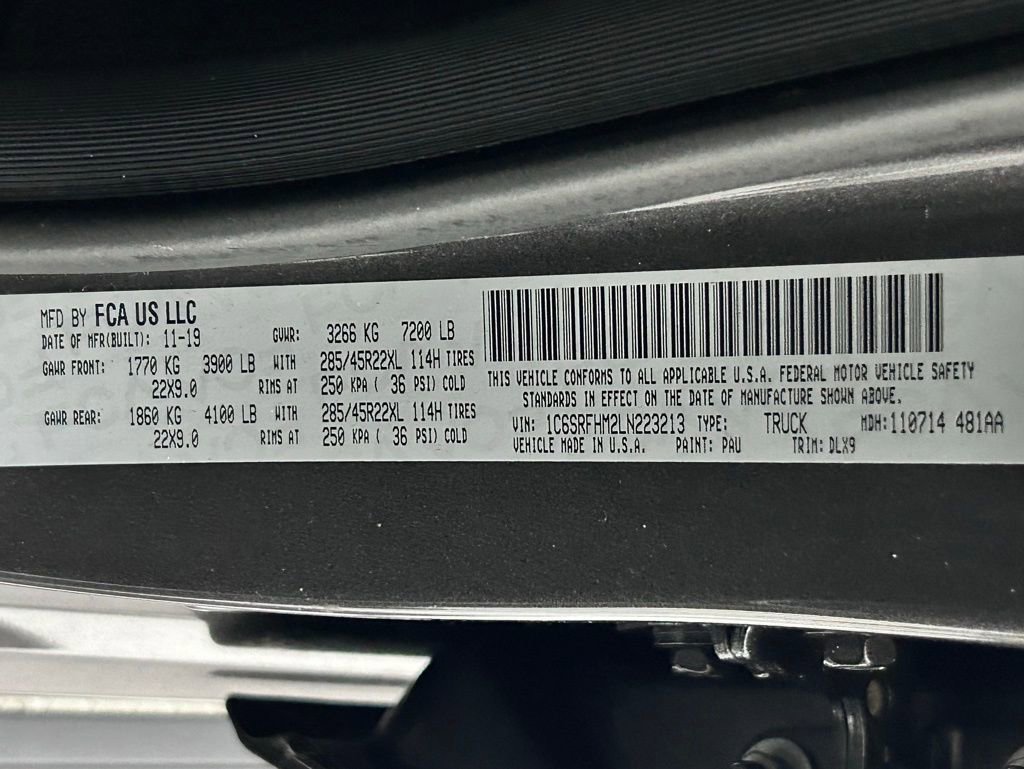 MFD BY FCA US LLC
DATE OF MFR(BUILT): 11-19 GVWR: 3266 KG 7200 LB
GAWR FRONT: 1770 KG 3900 LB WITH 285/45R22XL 114H TIRES
22X9.0 RIMS AT 250 KPA ( 36 PSI) COLD
GAWR REAR: 1860 KG 4100 LB WITH 285/45R22XL 114H TIRES
22X9.0 RIMS AT 250 KPA ( 36 PSI) COLD
THIS VEHICLE CONFORMS TO ALL APPLICABLE U.S.A. FEDERAL MOTOR VEHICLE SAFETY
STANDARDS IN EFFECT ON THE DATE OF MANUFACTURE SHOWN ABOVE.
VIN: 1C6SRFHM2LN223213 TYPE: TRUCK MDH:110714 481AA
VEHICLE MADE IN U.S.A. PAINT: PAU TRIM: DLX9